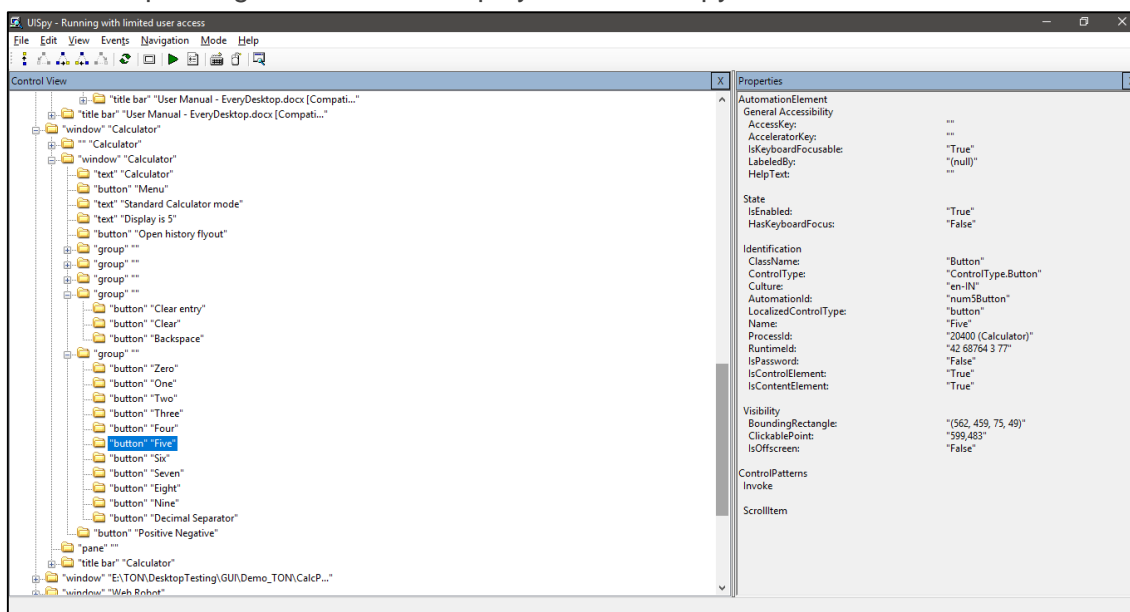 UISpy - Running with limited user access
File Edit View Events Navigation Mode Help
Control View X
Properties
"title bar" "User Manual - EveryDesktop.docx [Compati..."
"title bar" "User Manual - EveryDesktop.docx [Compati..."
"window" "Calculator"
"" "Calculator"
"window" "Calculator"
"text" "Calculator"
"button" "Menu"
"text" "Standard Calculator mode"
"text" "Display is 5"
"button" "Open history flyout"
"group" ""
"group" ""
"group" ""
"group" ""
"button" "Clear entry"
"button" "Clear"
"button" "Backspace"
"group" ""
"button" "Zero"
"button" "One"
"button" "Two"
"button" "Three"
"button" "Four"
"button" "Five"
"button" "Six"
"button" "Seven"
"button" "Eight"
"button" "Nine"
"button" "Decimal Separator"
"button" "Positive Negative"
"pane" ""
"title bar" "Calculator"
"window" "E:\TON\DesktopTesting\GUI\Demo_TON\CalcP..."
"window" "Web Robot"
AutomationElement
General Accessibility
AccessKey: ""
AcceleratorKey: ""
IsKeyboardFocusable: "True"
LabeledBy: "(null)"
HelpText: ""
State
IsEnabled: "True"
HasKeyboardFocus: "False"
Identification
ClassName: "Button"
ControlType: "ControlType.Button"
Culture: "en-IN"
AutomationId: "num5Button"
LocalizedControlType: "button"
Name: "Five"
ProcessId: "20400 (Calculator)"
RuntimeId: "42 68764 3 77"
IsPassword: "False"
IsControlElement: "True"
IsContentElement: "True"
Visibility
BoundingRectangle: "(562, 459, 75, 49)"
ClickablePoint: "599,483"
IsOffscreen: "False"
ControlPatterns
Invoke
ScrollItem